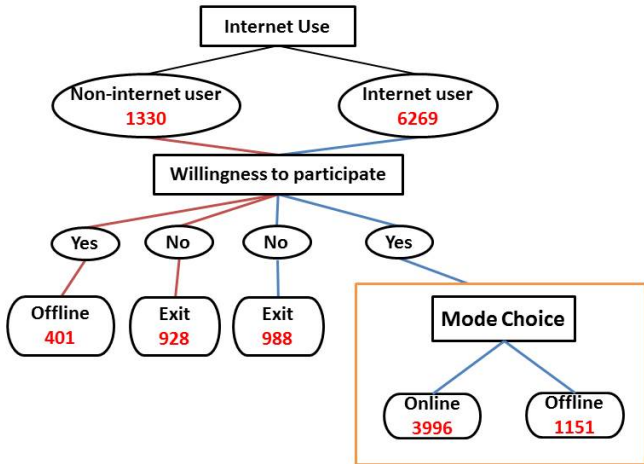 Internet Use
Non-internet user
1330
Internet user
6269
Willingness to participate
Yes
No
No
Yes
Offline
401
Exit
928
Exit
988
Mode Choice
Online
3996
Offline
1151